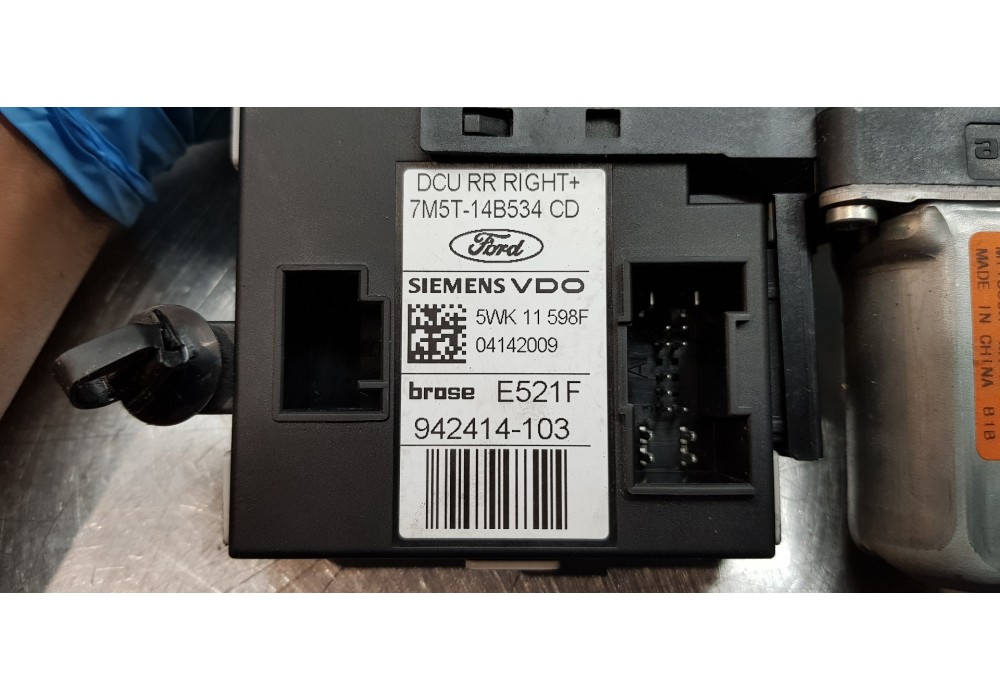 DCU RR RIGHT+
7M5T-14B534 CD
Ford
SIEMENS VDO
5WK 11 598F
04142009
brose E521F
942414-103
MADE IN CHINA B1B